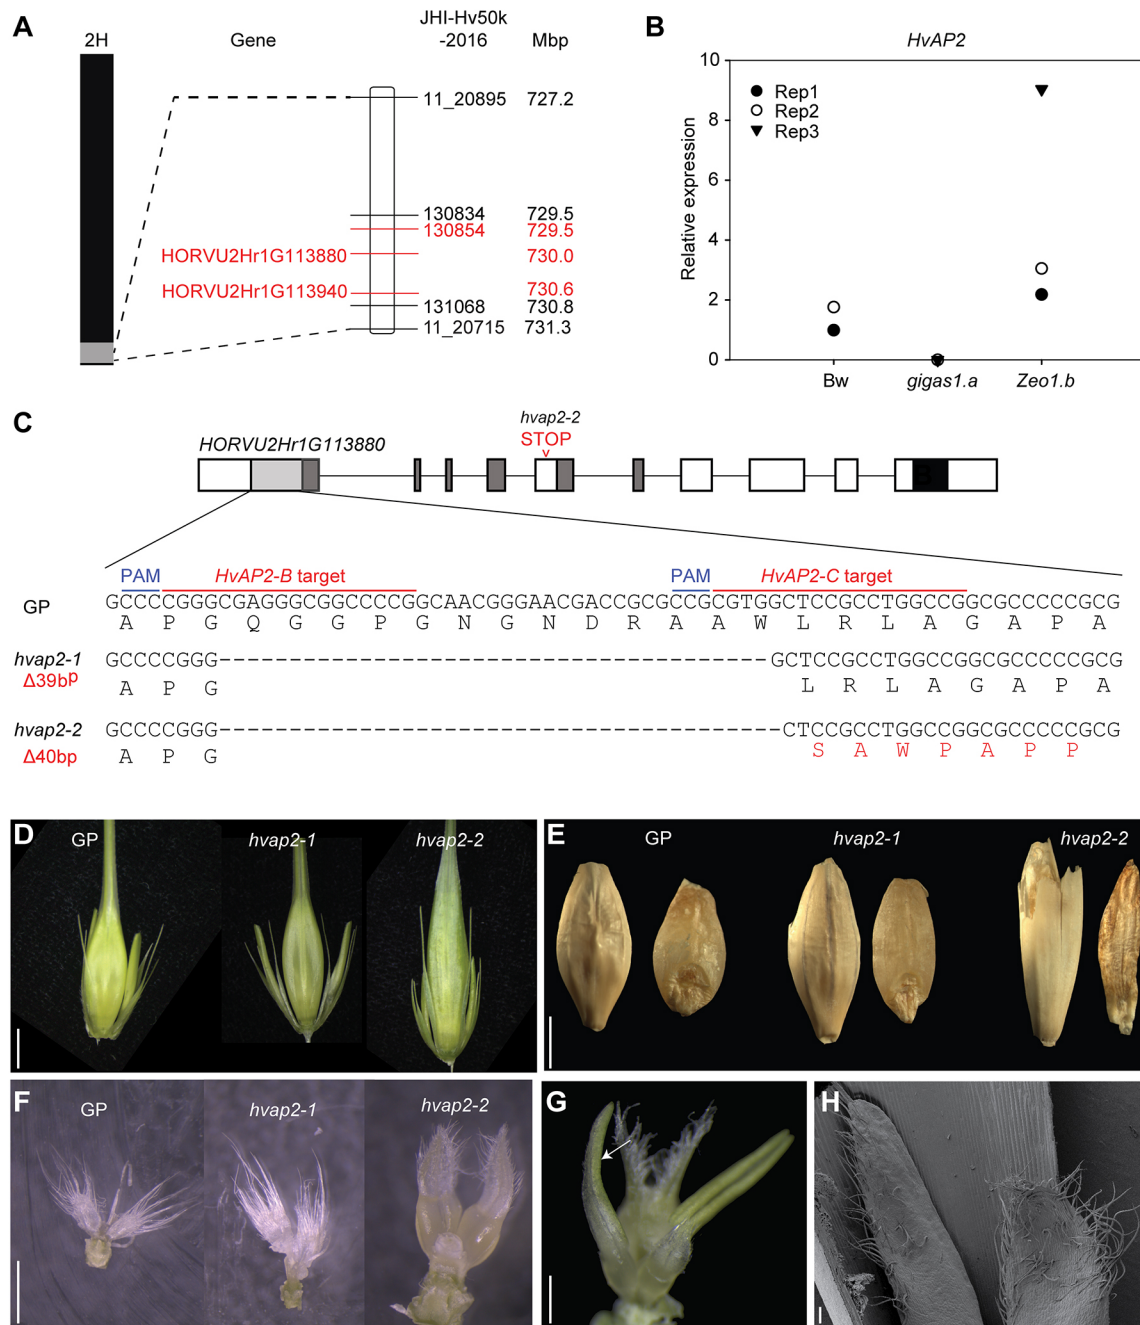 A
2H
Gene
JHI-Hv50k
-2016
Mbp
11_20895 727.2
130834 729.5
130854 729.5
HORVU2Hr1G113880 730.0
HORVU2Hr1G113940 730.6
131068 730.8
11_20715 731.3
B
HvAP2
Relative expression
10
8
6
4
2
0
Rep1
Rep2
Rep3
Bw gigas1.a Zeo1.b
C
HORVU2Hr1G113880
hvap2-2
STOP
PAM HvAP2-B target PAM HvAP2-C target
GP GCCCCGGGCGAGGGCGGCCCCGGCAACGGGAACGACCGCGCCGCGTGGCTCCGCCTGGCCGGCGCCCCCGCG
A P G Q G G P G N G N D R A A W L R L A G A P A
hvap2-1 GCCCCGGG----------------------------------------GCTCCGCCTGGCCGGCGCCCCCGCG
Δ39bp A P G L R L A G A P A
hvap2-2 GCCCCGGG-----------------------------------------CTCCGCCTGGCCGGCGCCCCCGCG
Δ40bp A P G S A W P A P P
D
GP hvap2-1 hvap2-2
E
GP hvap2-1 hvap2-2
F
GP hvap2-1 hvap2-2
G
H